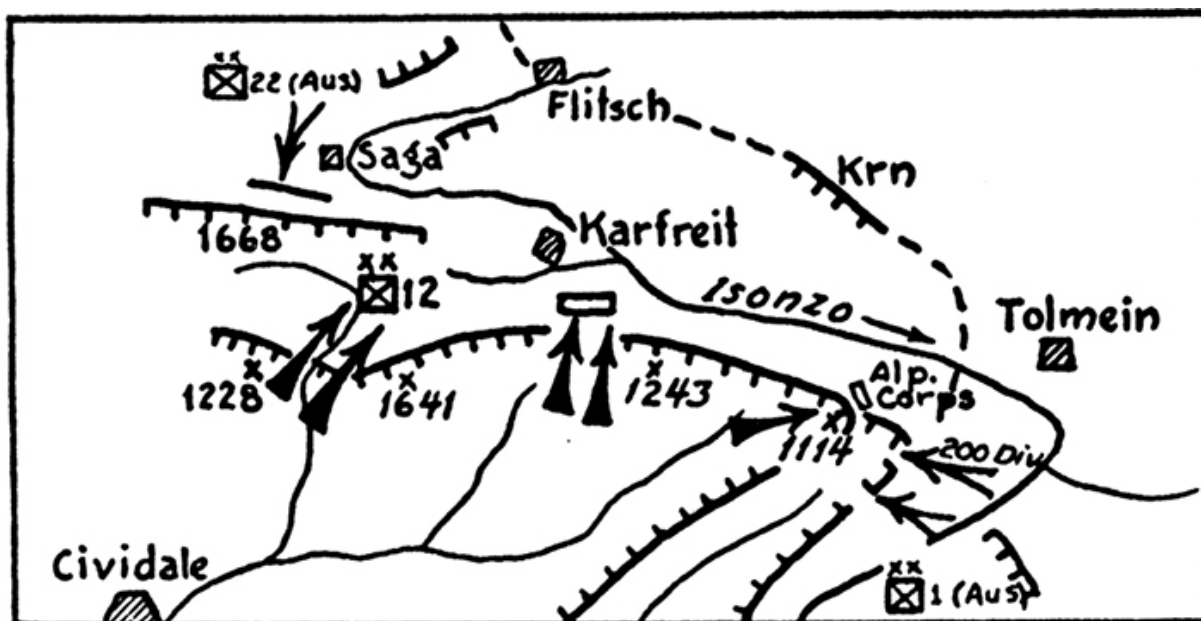 22 (Aus)
Flitsch
Saga
Krn
Karfreit
1668
12
Isonzo
Tolmein
1228
1641
1243
Alp.
Corps
1114
200 Div
Cividale
1 (Aus)